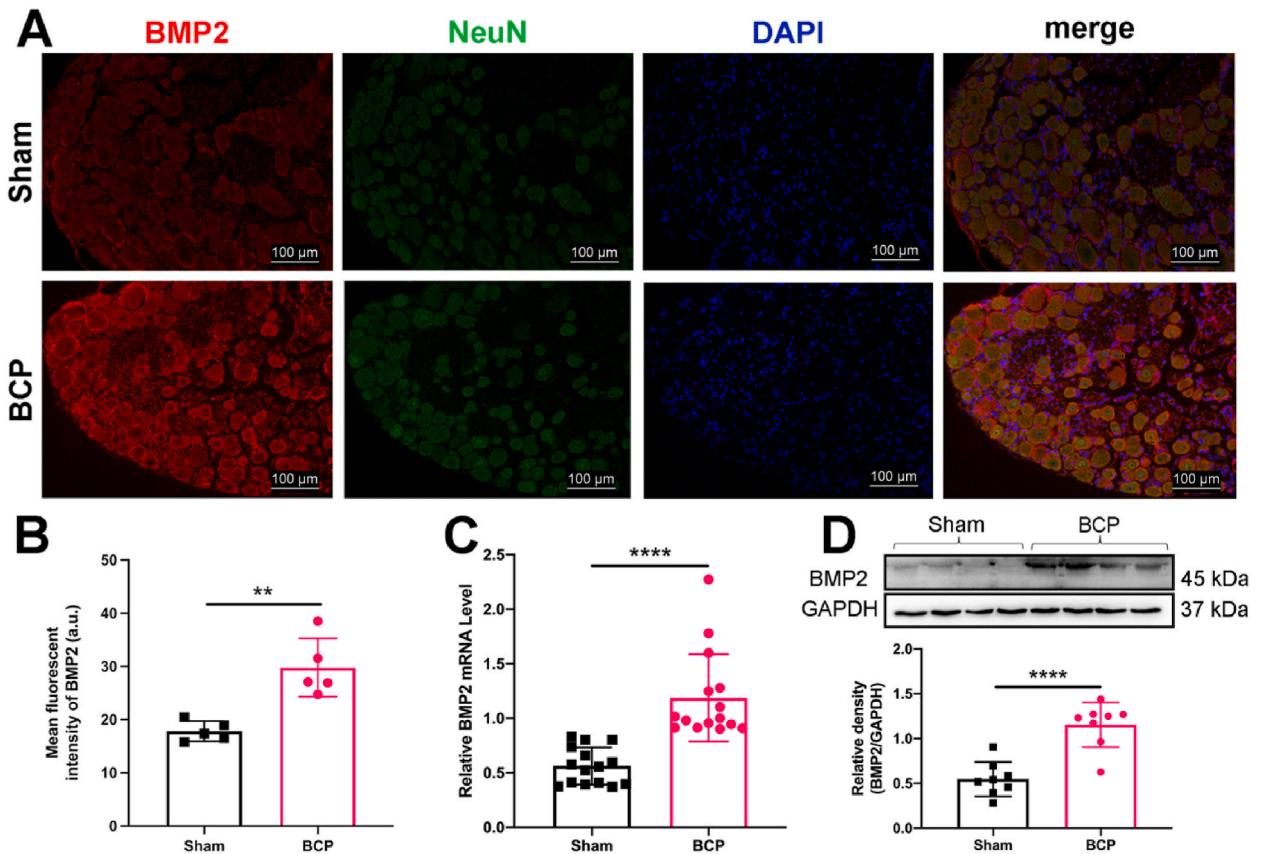 A
BMP2 NeuN DAPI merge
Sham
100 μm 100 μm 100 μm 100 μm
BCP
100 μm 100 μm 100 μm 100 μm
B
Mean fluorescent
intensity of BMP2 (a.u.)
50
40
30
20
10
0
**
Sham BCP
C
Relative BMP2 mRNA Level
2.5
2.0
1.5
1.0
0.5
0.0
****
Sham BCP
D
Sham BCP
BMP2 45 kDa
GAPDH 37 kDa
Relative density
(BMP2/GAPDH)
2.0
1.5
1.0
0.5
0.0
****
Sham BCP